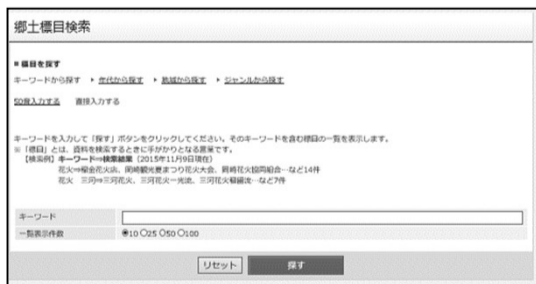 郷土標目検索
■ 標目を探す
キーワードから探す ▸ 年代から探す ▸ 地域から探す ▸ ジャンルから探す
50音入力する 直接入力する
キーワードを入力して「探す」ボタンをクリックしてください。そのキーワードを含む標目の一覧を表示します。
※「標目」とは、資料を検索するときに手がかりとなる言葉です。
【検索例】キーワード⇒検索結果（2015年11月9日現在）
花火⇒柳金花火店、岡崎観光夏まつり花火大会、岡崎花火協同組合…など14件
花火 三河⇒三河花火、三河花火一光流、三河花火…など7件
キーワード
一覧表示件数 ◉10 ○25 ○50 ○100
リセット 探す